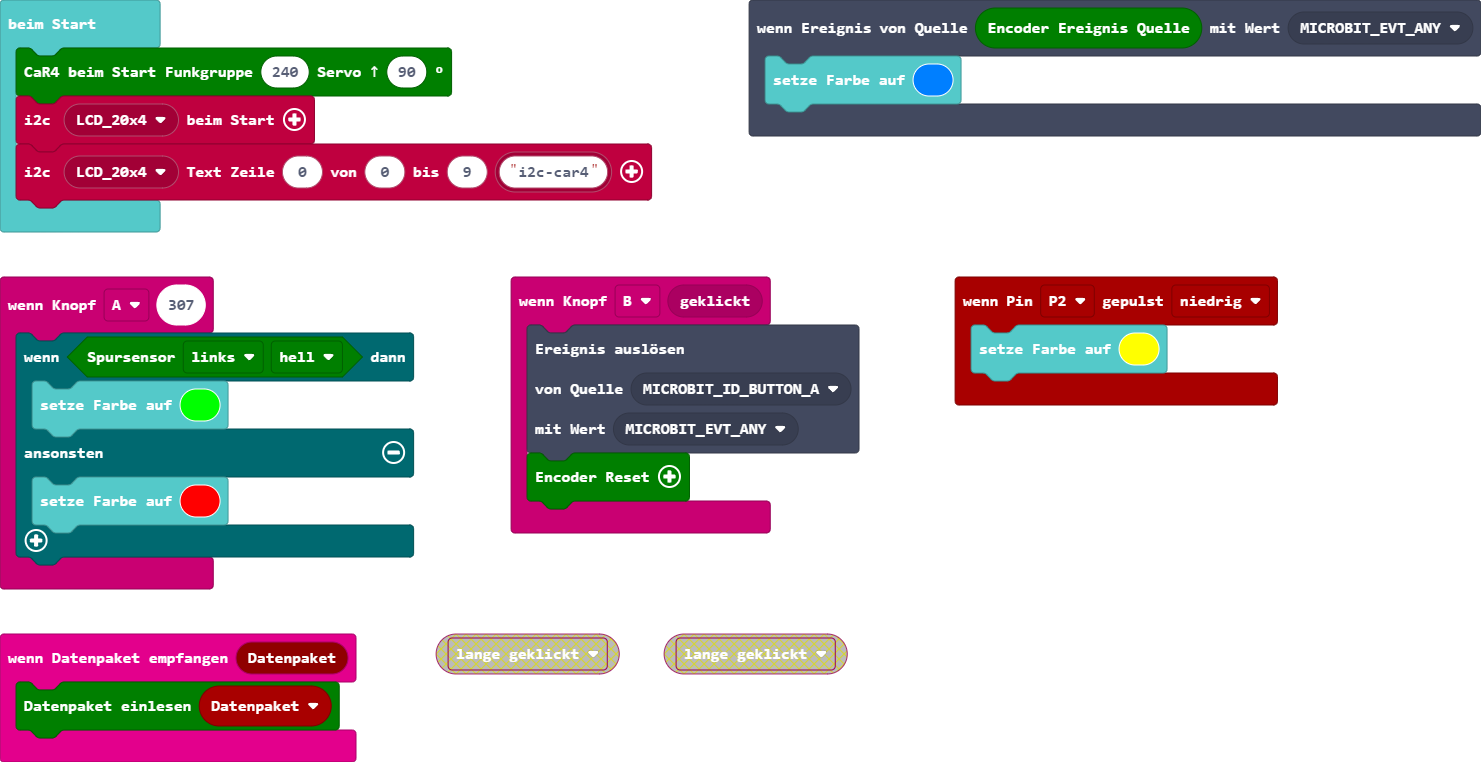 beim Start
CaR4 beim Start Funkgruppe 240 Servo ↑ 90 °
i2c LCD_20x4 beim Start
i2c LCD_20x4 Text Zeile 0 von 0 bis 9 "i2c-car4"
wenn Ereignis von Quelle Encoder Ereignis Quelle mit Wert MICROBIT_EVT_ANY
setze Farbe auf
wenn Knopf A 307
wenn Spursensor links hell dann
setze Farbe auf
ansonsten
setze Farbe auf
wenn Knopf B geklickt
Ereignis auslösen
von Quelle MICROBIT_ID_BUTTON_A
mit Wert MICROBIT_EVT_ANY
Encoder Reset
wenn Pin P2 gepulst niedrig
setze Farbe auf
wenn Datenpaket empfangen Datenpaket
Datenpaket einlesen Datenpaket
lange geklickt
lange geklickt